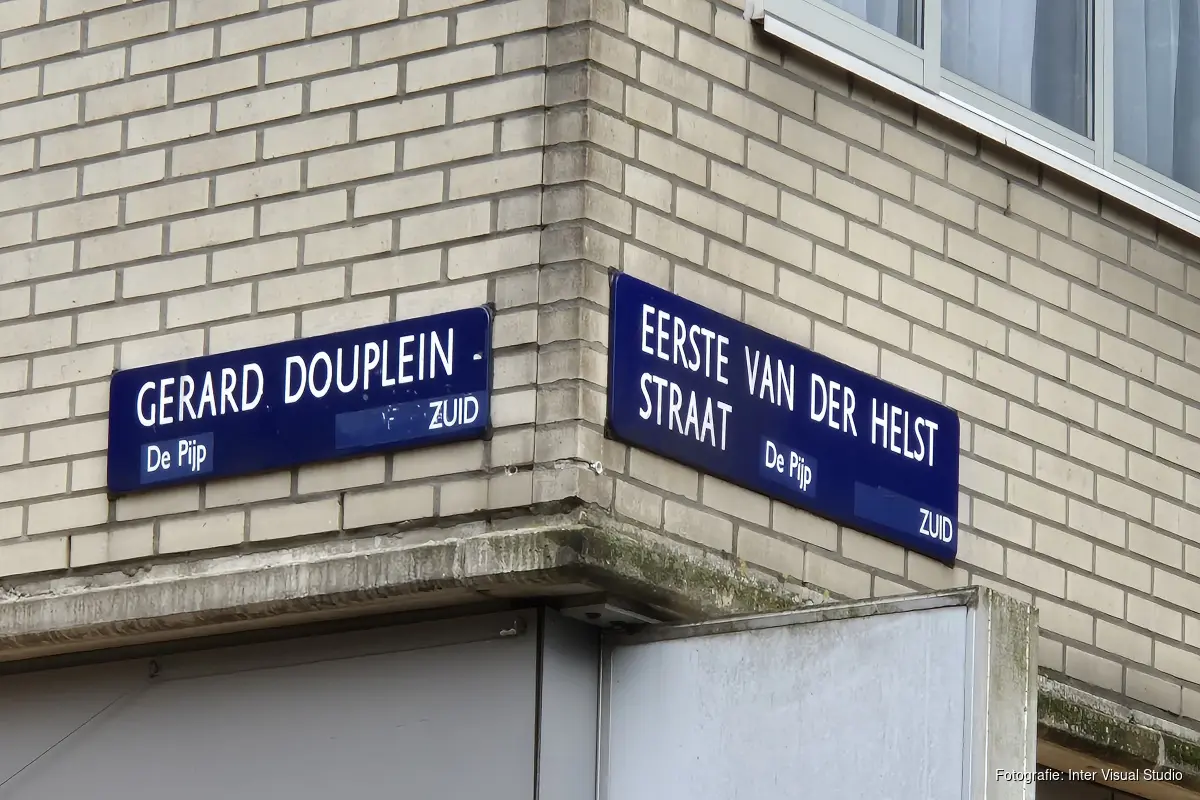 GERARD DOUPLEIN
De Pijp
ZUID
EERSTE VAN DER HELST
STRAAT
De Pijp
ZUID
Fotografie: Inter Visual Studio